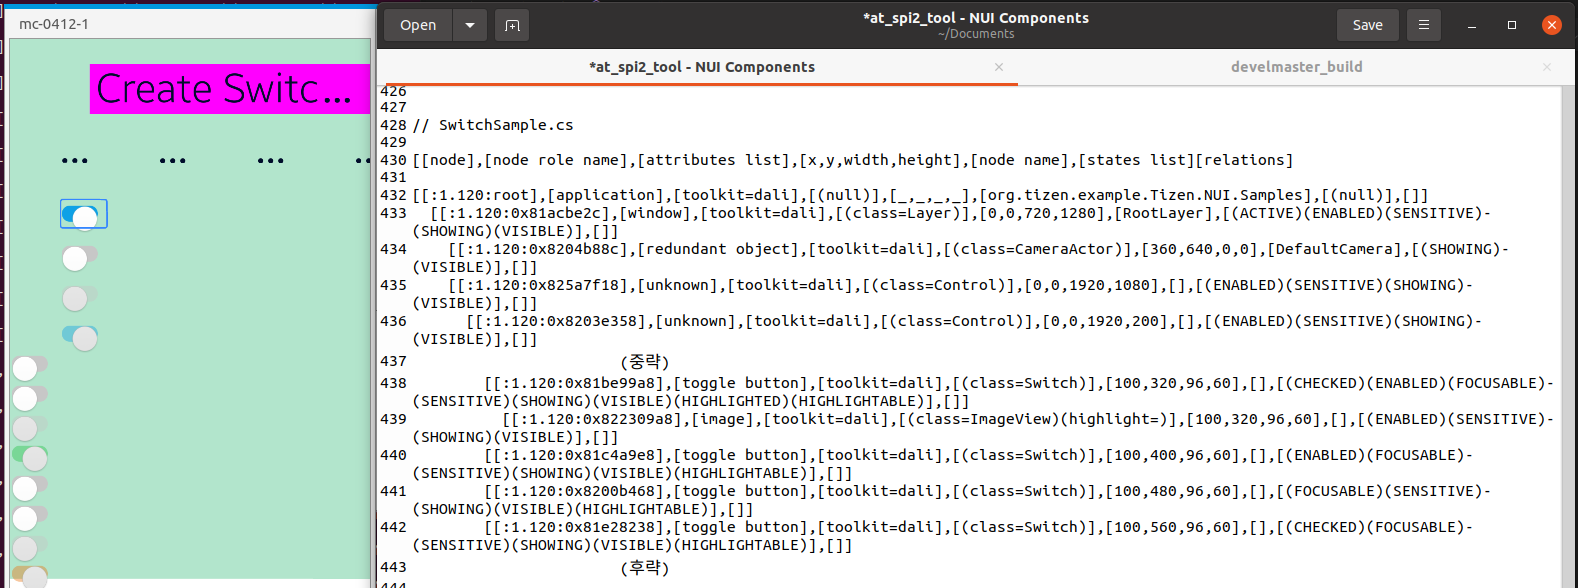 mc-0412-1
Create Switc ...
...
...
...
Open
*at_spi2_tool - NUI Components
~/Documents
Save
*at_spi2_tool - NUI Components
develmaster_build
426
427
428 // SwitchSample.cs
429
430 [[node],[node role name],[attributes list],[x,y,width,height],[node name],[states list][relations]
431
432 [[:1.120:root],[application],[toolkit=dali],[(null)],[_,_,_,_],[org.tizen.example.Tizen.NUI.Samples],[(null)],[]]
433 [[:1.120:0x81acbe2c],[window],[toolkit=dali],[(class=Layer)],[0,0,720,1280],[RootLayer],[(ACTIVE)(ENABLED)(SENSITIVE)-
(SHOWING)(VISIBLE)],[]]
434 [[:1.120:0x8204b88c],[redundant object],[toolkit=dali],[(class=CameraActor)],[360,640,0,0],[DefaultCamera],[(SHOWING)-
(VISIBLE)],[]]
435 [[:1.120:0x825a7f18],[unknown],[toolkit=dali],[(class=Control)],[0,0,1920,1080],[],[(ENABLED)(SENSITIVE)(SHOWING)-
(VISIBLE)],[]]
436 [[:1.120:0x8203e358],[unknown],[toolkit=dali],[(class=Control)],[0,0,1920,200],[],[(ENABLED)(SENSITIVE)(SHOWING)-
(VISIBLE)],[]]
437 (중략)
438 [[:1.120:0x81be99a8],[toggle button],[toolkit=dali],[(class=Switch)],[100,320,96,60],[],[(CHECKED)(ENABLED)(FOCUSABLE)-
(SENSITIVE)(SHOWING)(VISIBLE)(HIGHLIGHTED)(HIGHLIGHTABLE)],[]]
439 [[:1.120:0x822309a8],[image],[toolkit=dali],[(class=ImageView)(highlight=)],[100,320,96,60],[],[(ENABLED)(SENSITIVE)-
(SHOWING)(VISIBLE)],[]]
440 [[:1.120:0x81c4a9e8],[toggle button],[toolkit=dali],[(class=Switch)],[100,400,96,60],[],[(ENABLED)(FOCUSABLE)-
(SENSITIVE)(SHOWING)(VISIBLE)(HIGHLIGHTABLE)],[]]
441 [[:1.120:0x8200b468],[toggle button],[toolkit=dali],[(class=Switch)],[100,480,96,60],[],[(FOCUSABLE)(SENSITIVE)-
(SHOWING)(VISIBLE)(HIGHLIGHTABLE)],[]]
442 [[:1.120:0x81e28238],[toggle button],[toolkit=dali],[(class=Switch)],[100,560,96,60],[],[(CHECKED)(FOCUSABLE)-
(SENSITIVE)(SHOWING)(VISIBLE)(HIGHLIGHTABLE)],[]]
443 (후략)